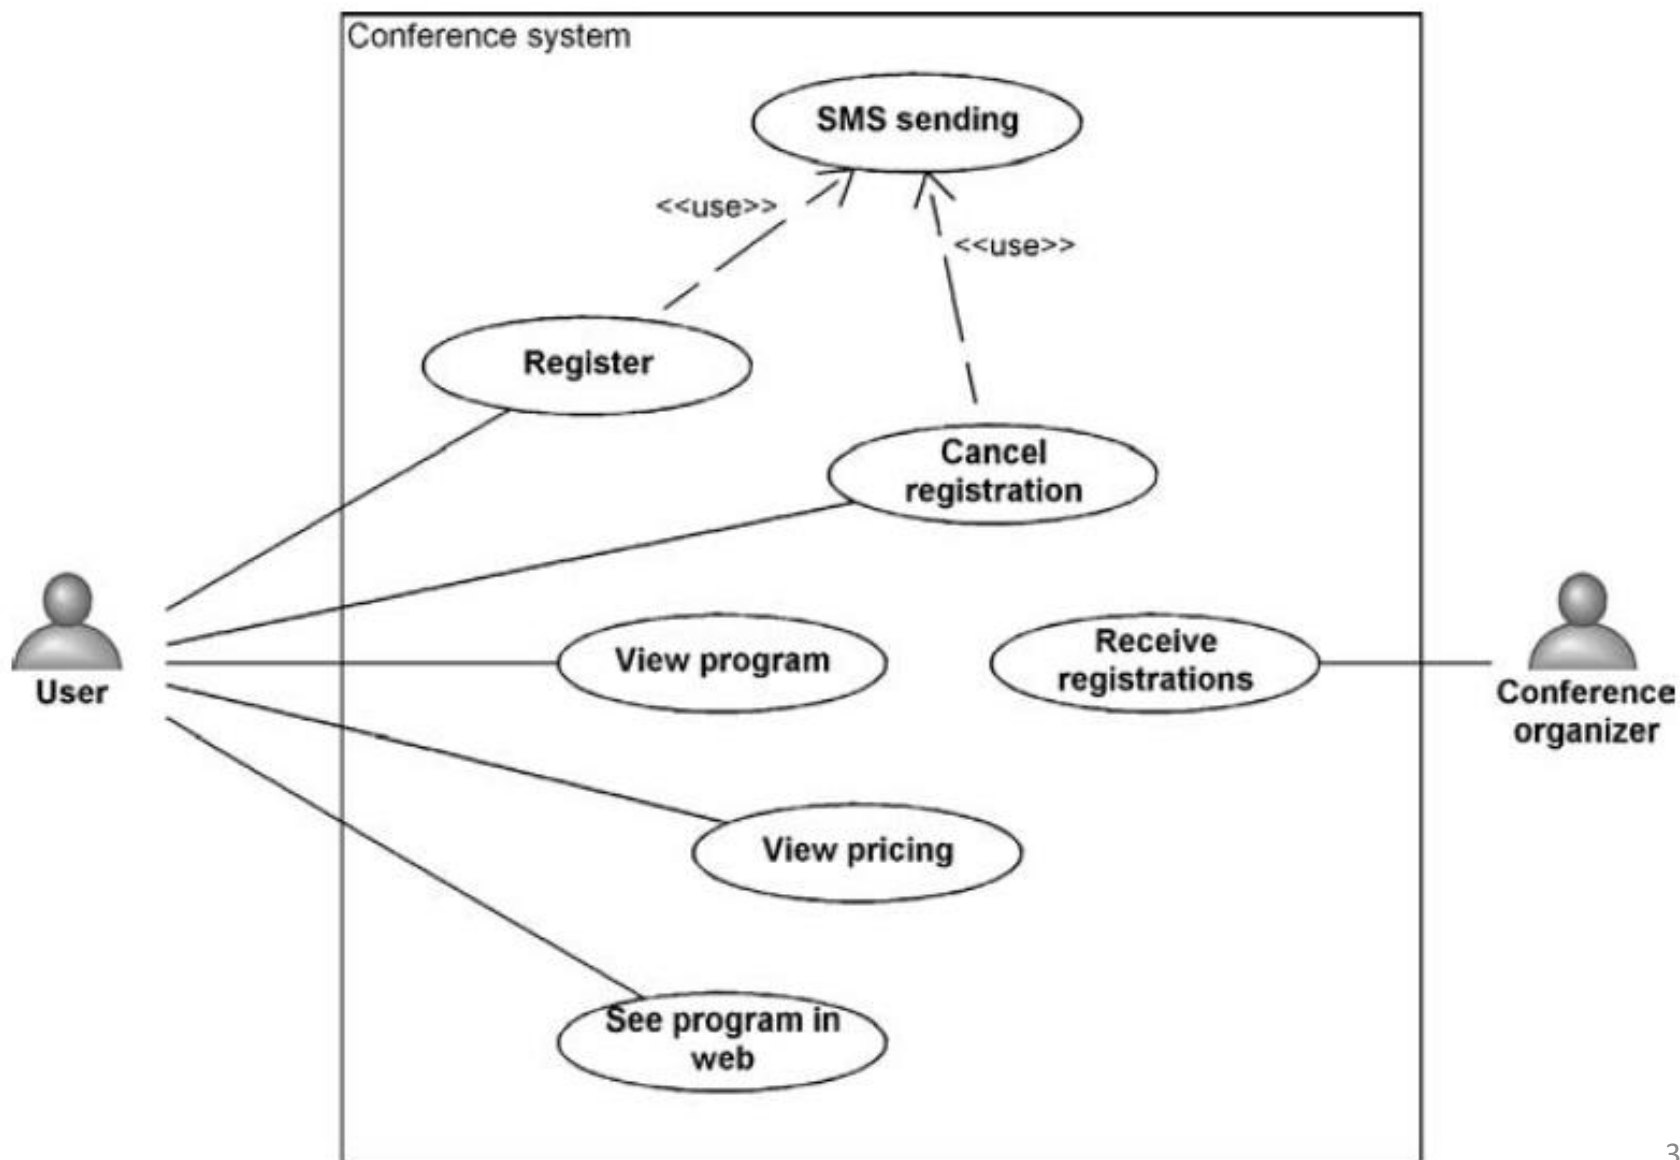 Conference system
SMS sending
<<use>>
<<use>>
Register
Cancel
registration
View program
Receive
registrations
User
Conference
organizer
View pricing
See program in
web
3